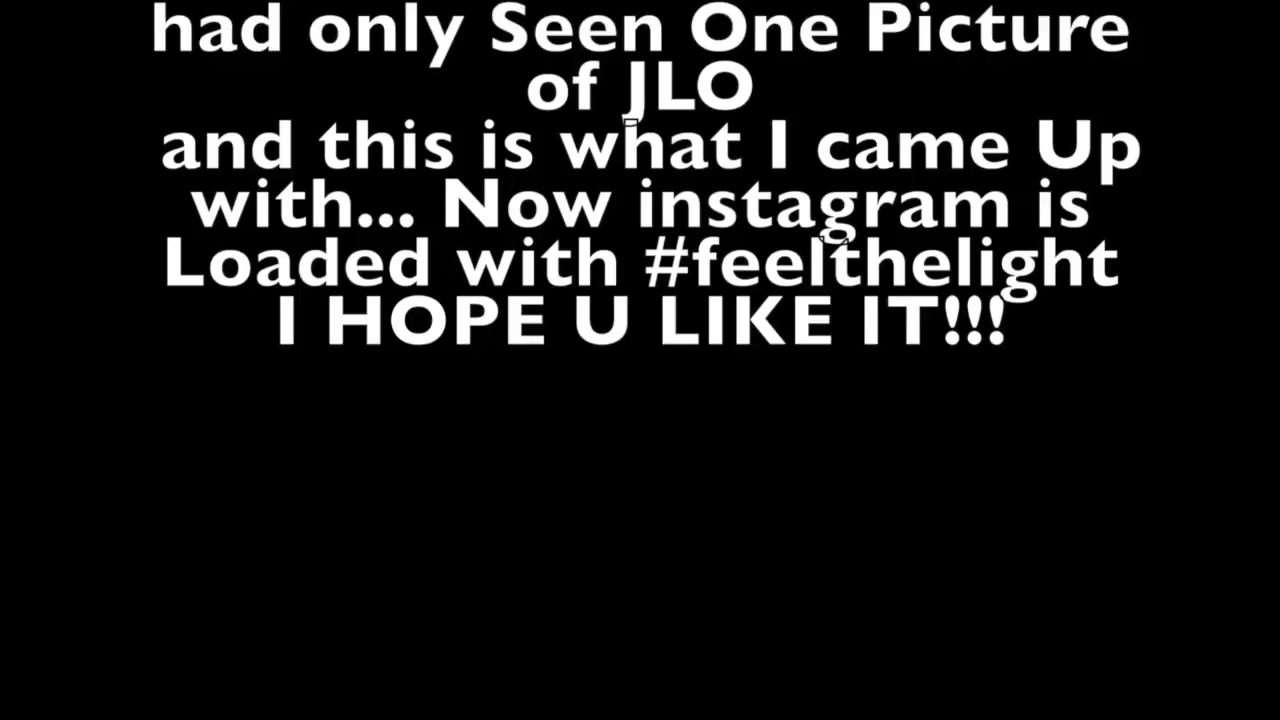 had only Seen One Picture
of JLO
and this is what I came Up
with... Now instagram is
Loaded with #feelthelight
I HOPE U LIKE IT!!!